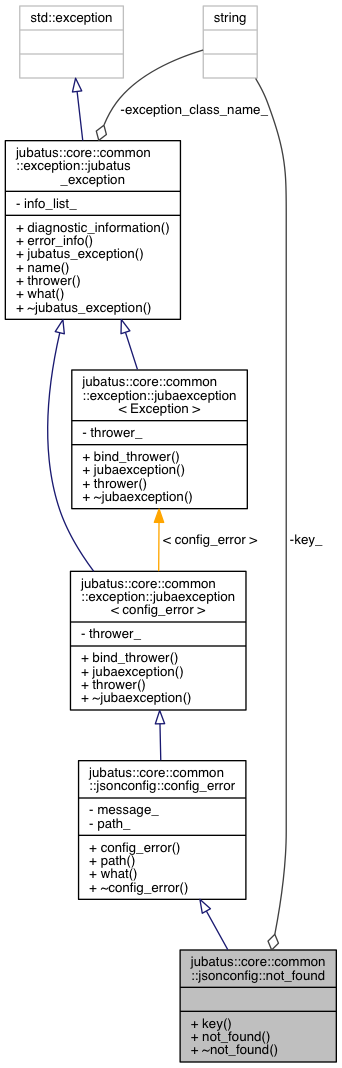 std::exception
string
-exception_class_name_
jubatus::core::common
::exception::jubatus
_exception
- info_list_
+ diagnostic_information()
+ error_info()
+ jubatus_exception()
+ name()
+ thrower()
+ what()
+ ~jubatus_exception()
jubatus::core::common
::exception::jubaexception
< Exception >
- thrower_
+ bind_thrower()
+ jubaexception()
+ thrower()
+ ~jubaexception()
< config_error >
-key_
jubatus::core::common
::exception::jubaexception
< config_error >
- thrower_
+ bind_thrower()
+ jubaexception()
+ thrower()
+ ~jubaexception()
jubatus::core::common
::jsonconfig::config_error
- message_
- path_
+ config_error()
+ path()
+ what()
+ ~config_error()
jubatus::core::common
::jsonconfig::not_found
+ key()
+ not_found()
+ ~not_found()